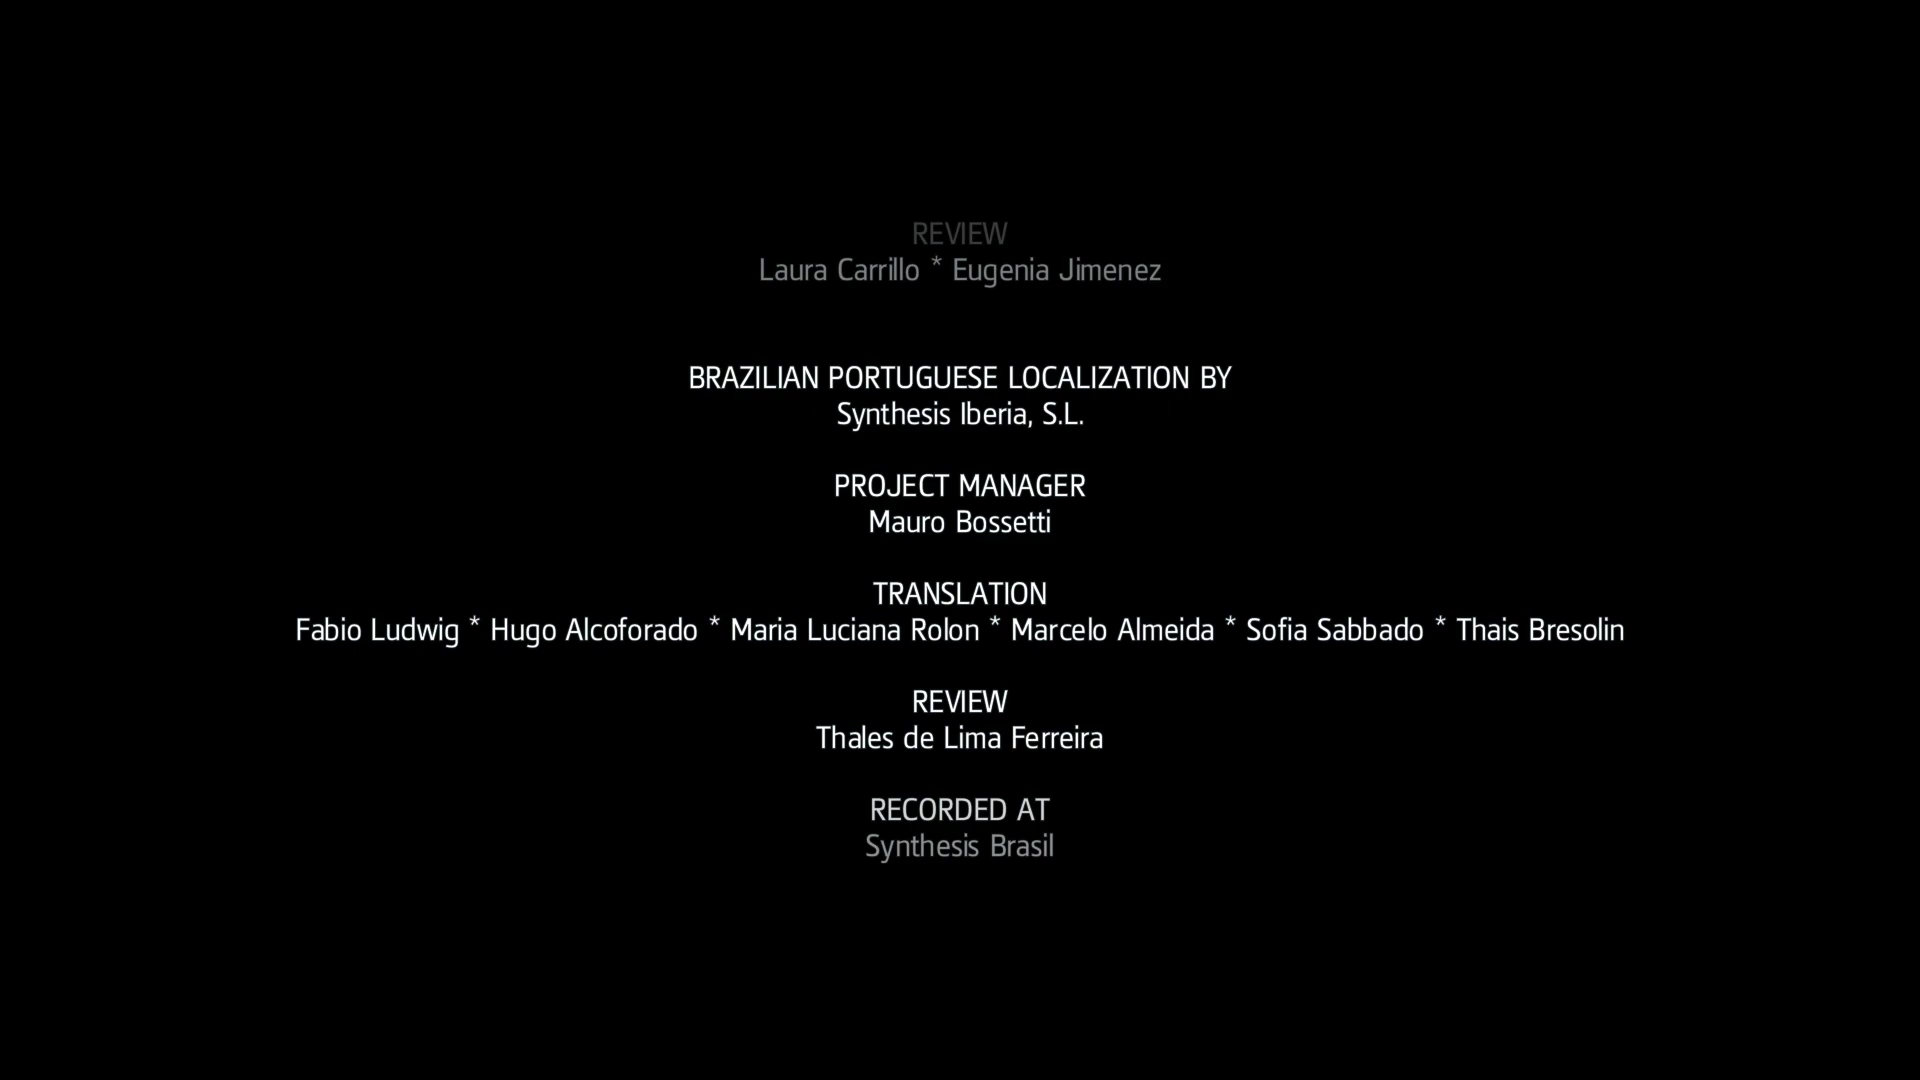 REVIEW
Laura Carrillo * Eugenia Jimenez
BRAZILIAN PORTUGUESE LOCALIZATION BY
Synthesis Iberia, S.L.
PROJECT MANAGER
Mauro Bossetti
TRANSLATION
Fabio Ludwig * Hugo Alcoforado * Maria Luciana Rolon * Marcelo Almeida * Sofia Sabbado * Thais Bresolin
REVIEW
Thales de Lima Ferreira
RECORDED AT
Synthesis Brasil